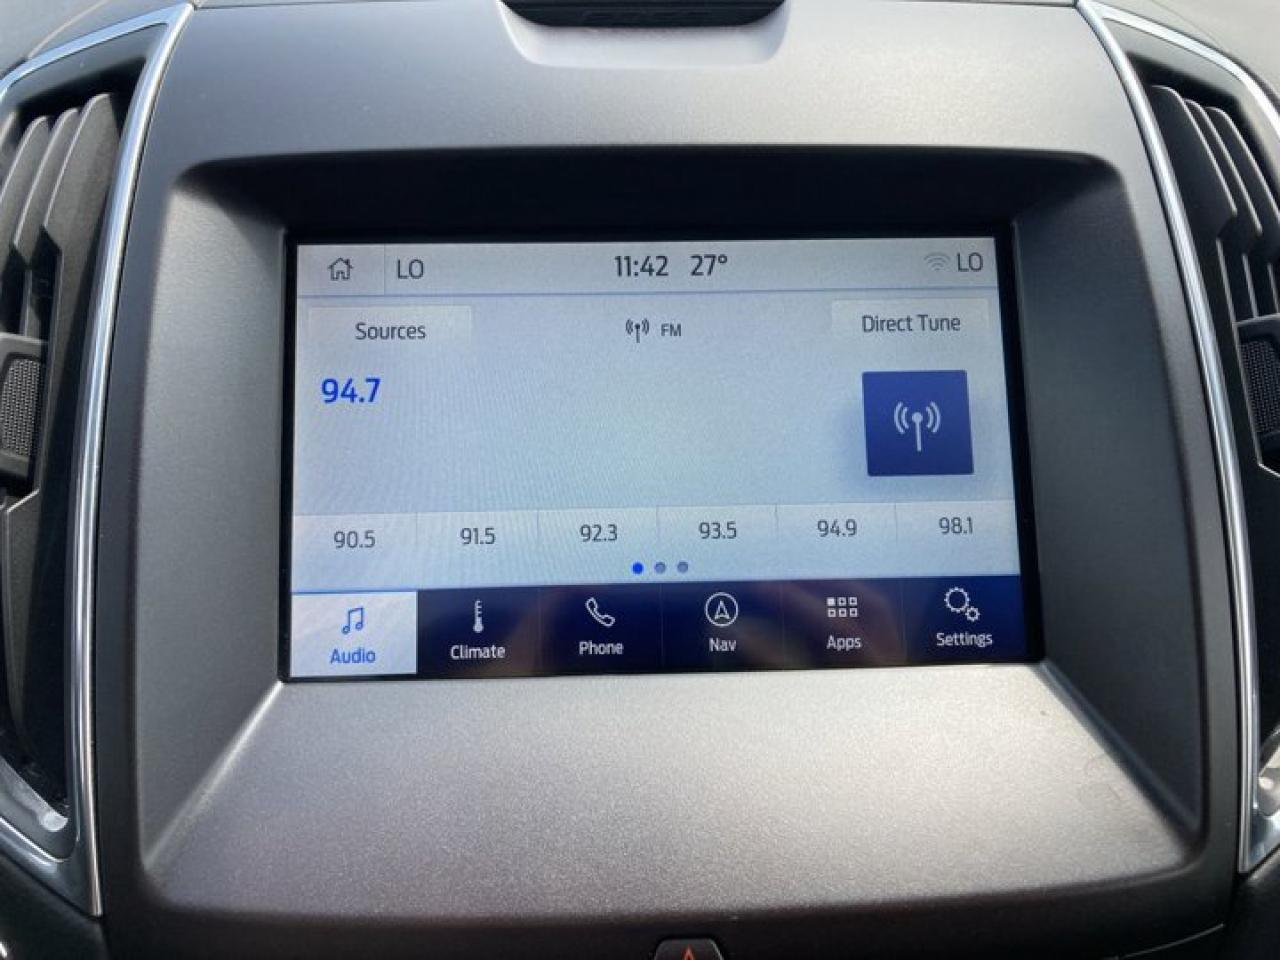 LO 11:42 27° LO
Sources FM Direct Tune
94.7
90.5 91.5 92.3 93.5 94.9 98.1
Audio Climate Phone Nav Apps Settings